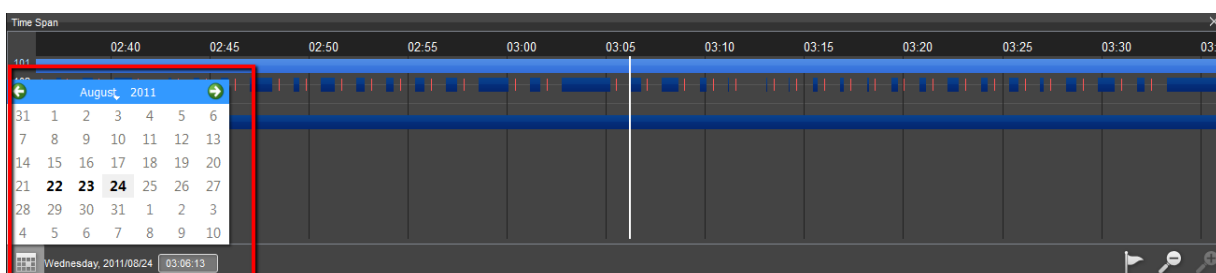 Time Span
02:40 02:45 02:50 02:55 03:00 03:05 03:10 03:15 03:20 03:25 03:30 03:
101
August, 2011
31 1 2 3 4 5 6
7 8 9 10 11 12 13
14 15 16 17 18 19 20
21 22 23 24 25 26 27
28 29 30 31 1 2 3
4 5 6 7 8 9 10
Wednesday, 2011/08/24 03:06:13